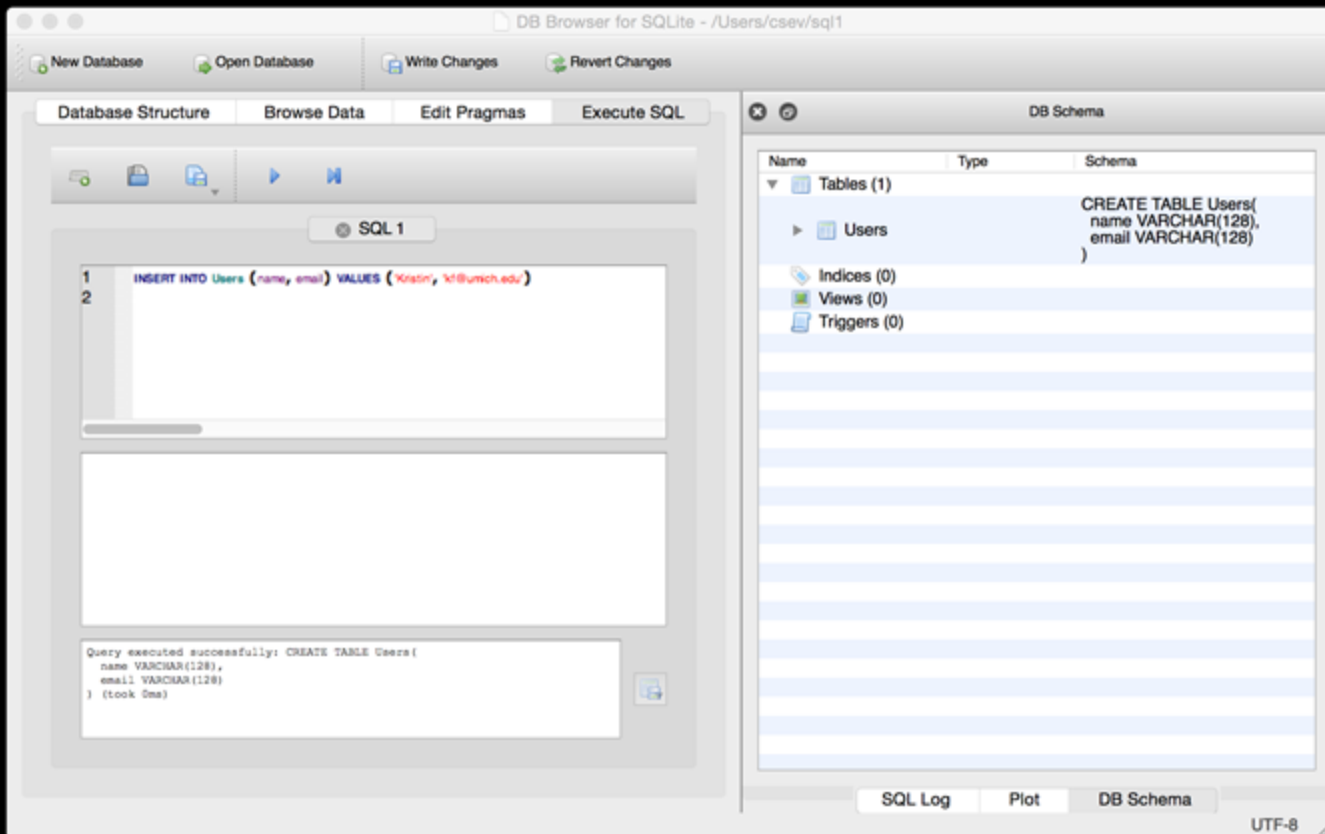 DB Browser for SQLite - /Users/csev/sql1
New Database Open Database Write Changes Revert Changes
Database Structure Browse Data Edit Pragmas Execute SQL
SQL 1
1 INSERT INTO Users (name, email) VALUES ('Kristin', 'kf@umich.edu')
2
Query executed successfully: CREATE TABLE Users(
name VARCHAR(128),
email VARCHAR(128)
) (took 0ms)
DB Schema
Name Type Schema
Tables (1)
Users
CREATE TABLE Users(
name VARCHAR(128),
email VARCHAR(128)
)
Indices (0)
Views (0)
Triggers (0)
SQL Log Plot DB Schema
UTF-8